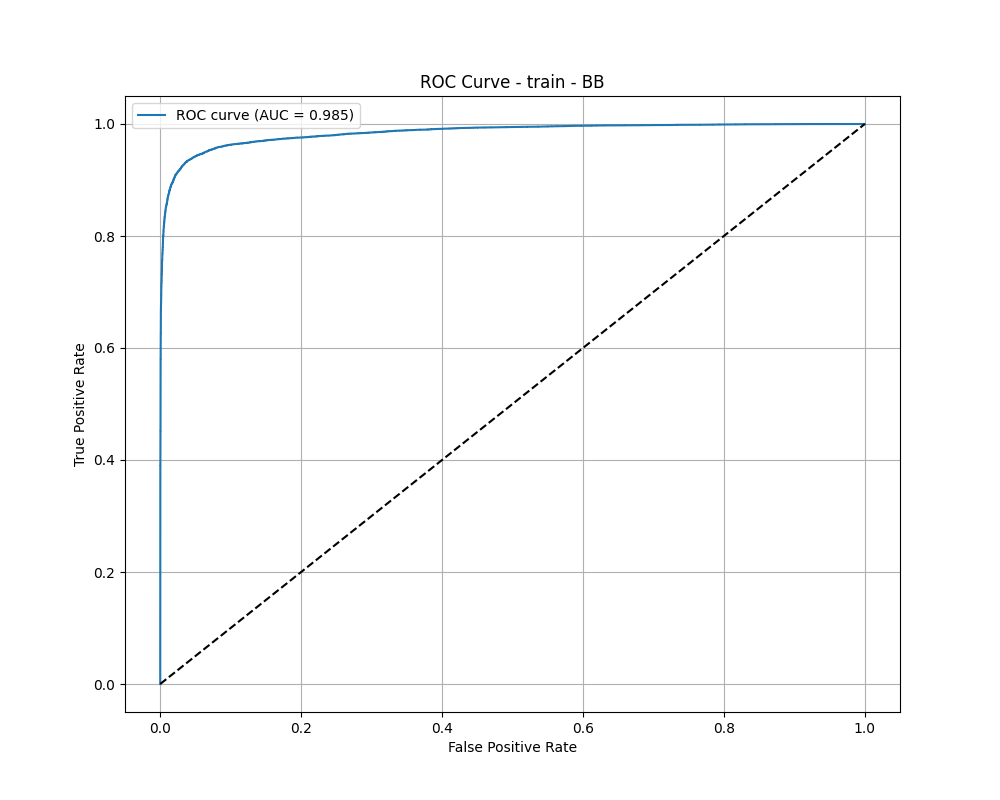 ROC Curve - train - BB
ROC curve (AUC = 0.985)
1.0
0.8
0.6
0.4
0.2
0.0
True Positive Rate
0.0 0.2 0.4 0.6 0.8 1.0
False Positive Rate